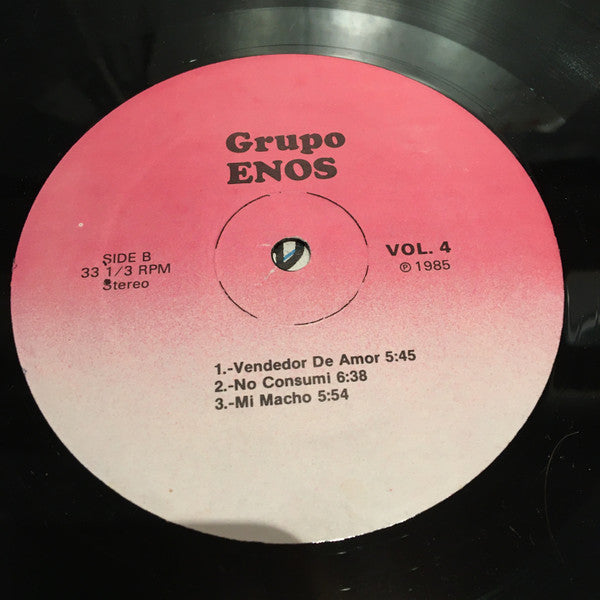 Grupo
ENOS
SIDE B
33 1/3 RPM
Stereo
VOL. 4
℗ 1985
1.-Vendedor De Amor 5:45
2.-No Consumi 6:38
3.-Mi Macho 5:54